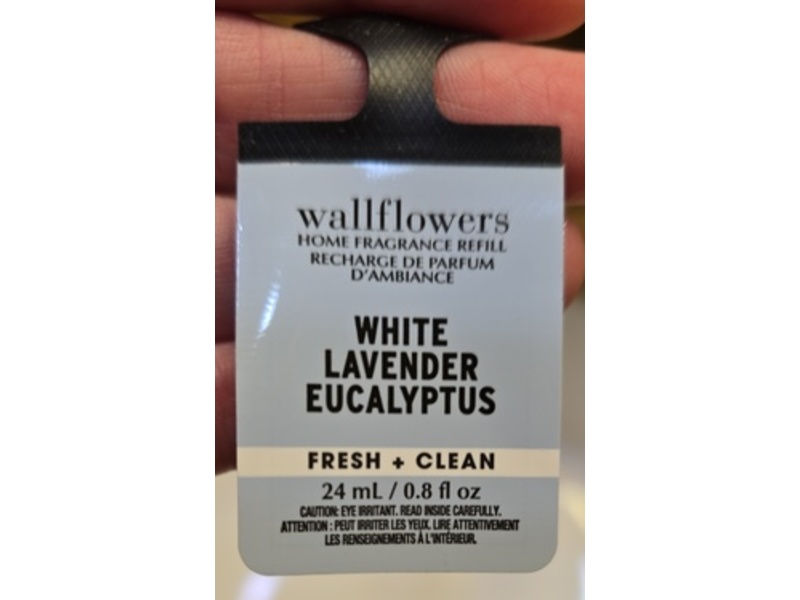 wallflowers
HOME FRAGRANCE REFILL
RECHARGE DE PARFUM
D'AMBIANCE
WHITE
LAVENDER
EUCALYPTUS
FRESH + CLEAN
24 mL / 0.8 fl oz
CAUTION: EYE IRRITANT. READ INSIDE CAREFULLY.
ATTENTION : PEUT IRRITER LES YEUX. LIRE ATTENTIVEMENT
LES RENSEIGNEMENTS À L'INTÉRIEUR.